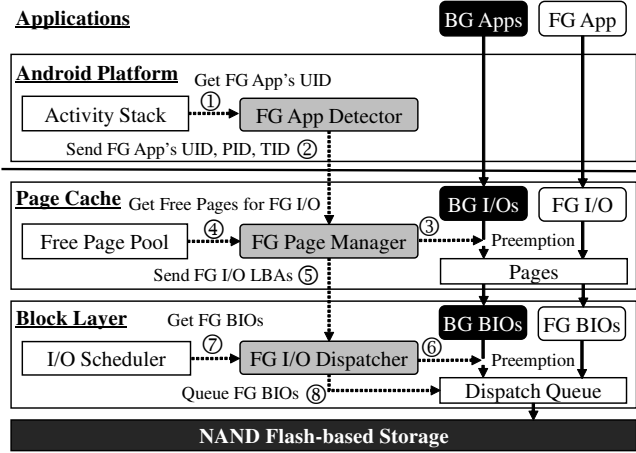 Applications
BG Apps
FG App
Android Platform
Get FG App's UID
①
Activity Stack
FG App Detector
Send FG App's UID, PID, TID ②
Page Cache
Get Free Pages for FG I/O
BG I/Os
FG I/O
④
③
Free Page Pool
FG Page Manager
Preemption
Send FG I/O LBAs ⑤
Pages
Block Layer
Get FG BIOs
BG BIOs
FG BIOs
⑦
⑥
I/O Scheduler
FG I/O Dispatcher
Preemption
Queue FG BIOs ⑧
Dispatch Queue
NAND Flash-based Storage